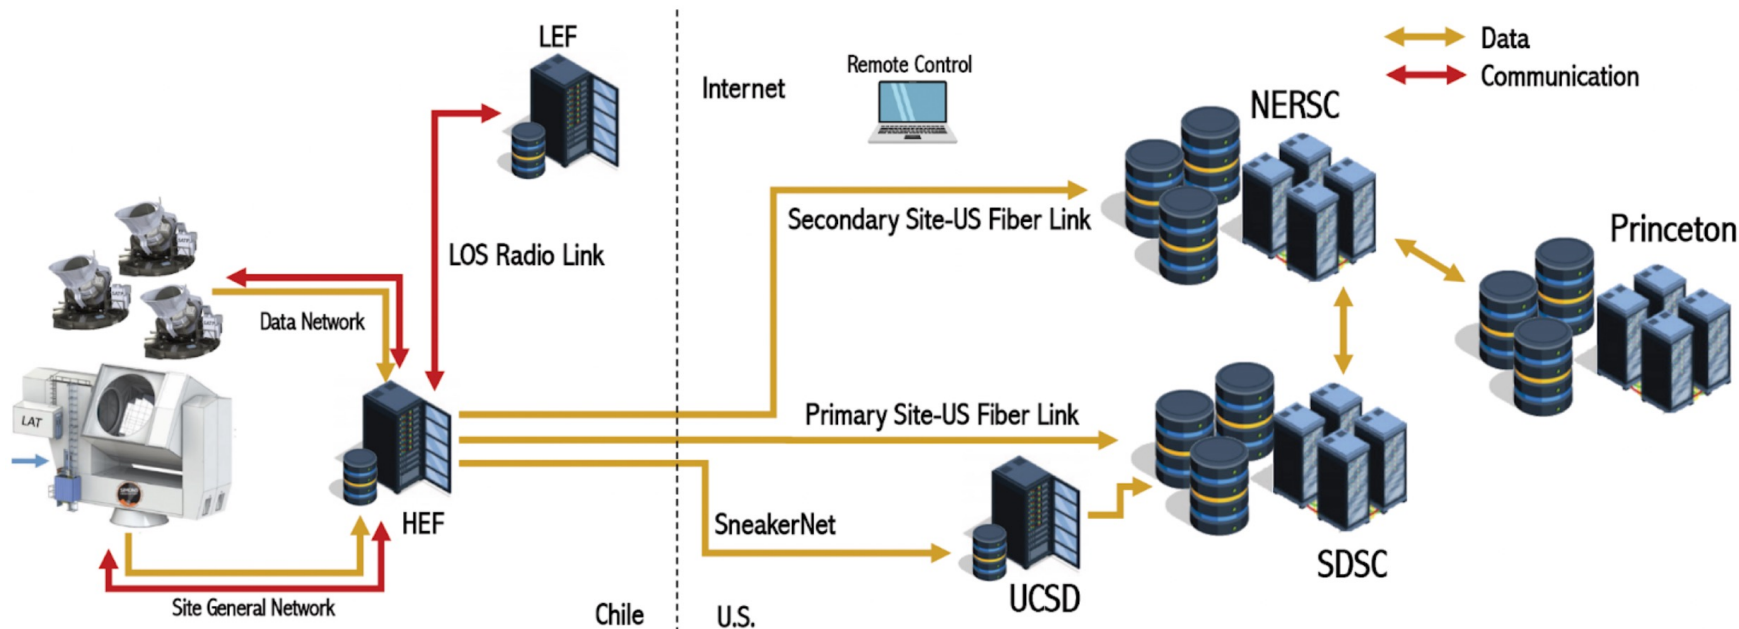 LEF
Internet
Remote Control
Data
Communication
NERSC
Secondary Site-US Fiber Link
Princeton
LOS Radio Link
Data Network
Primary Site-US Fiber Link
LAT
HEF
SneakerNet
SDSC
UCSD
Site General Network
Chile
U.S.